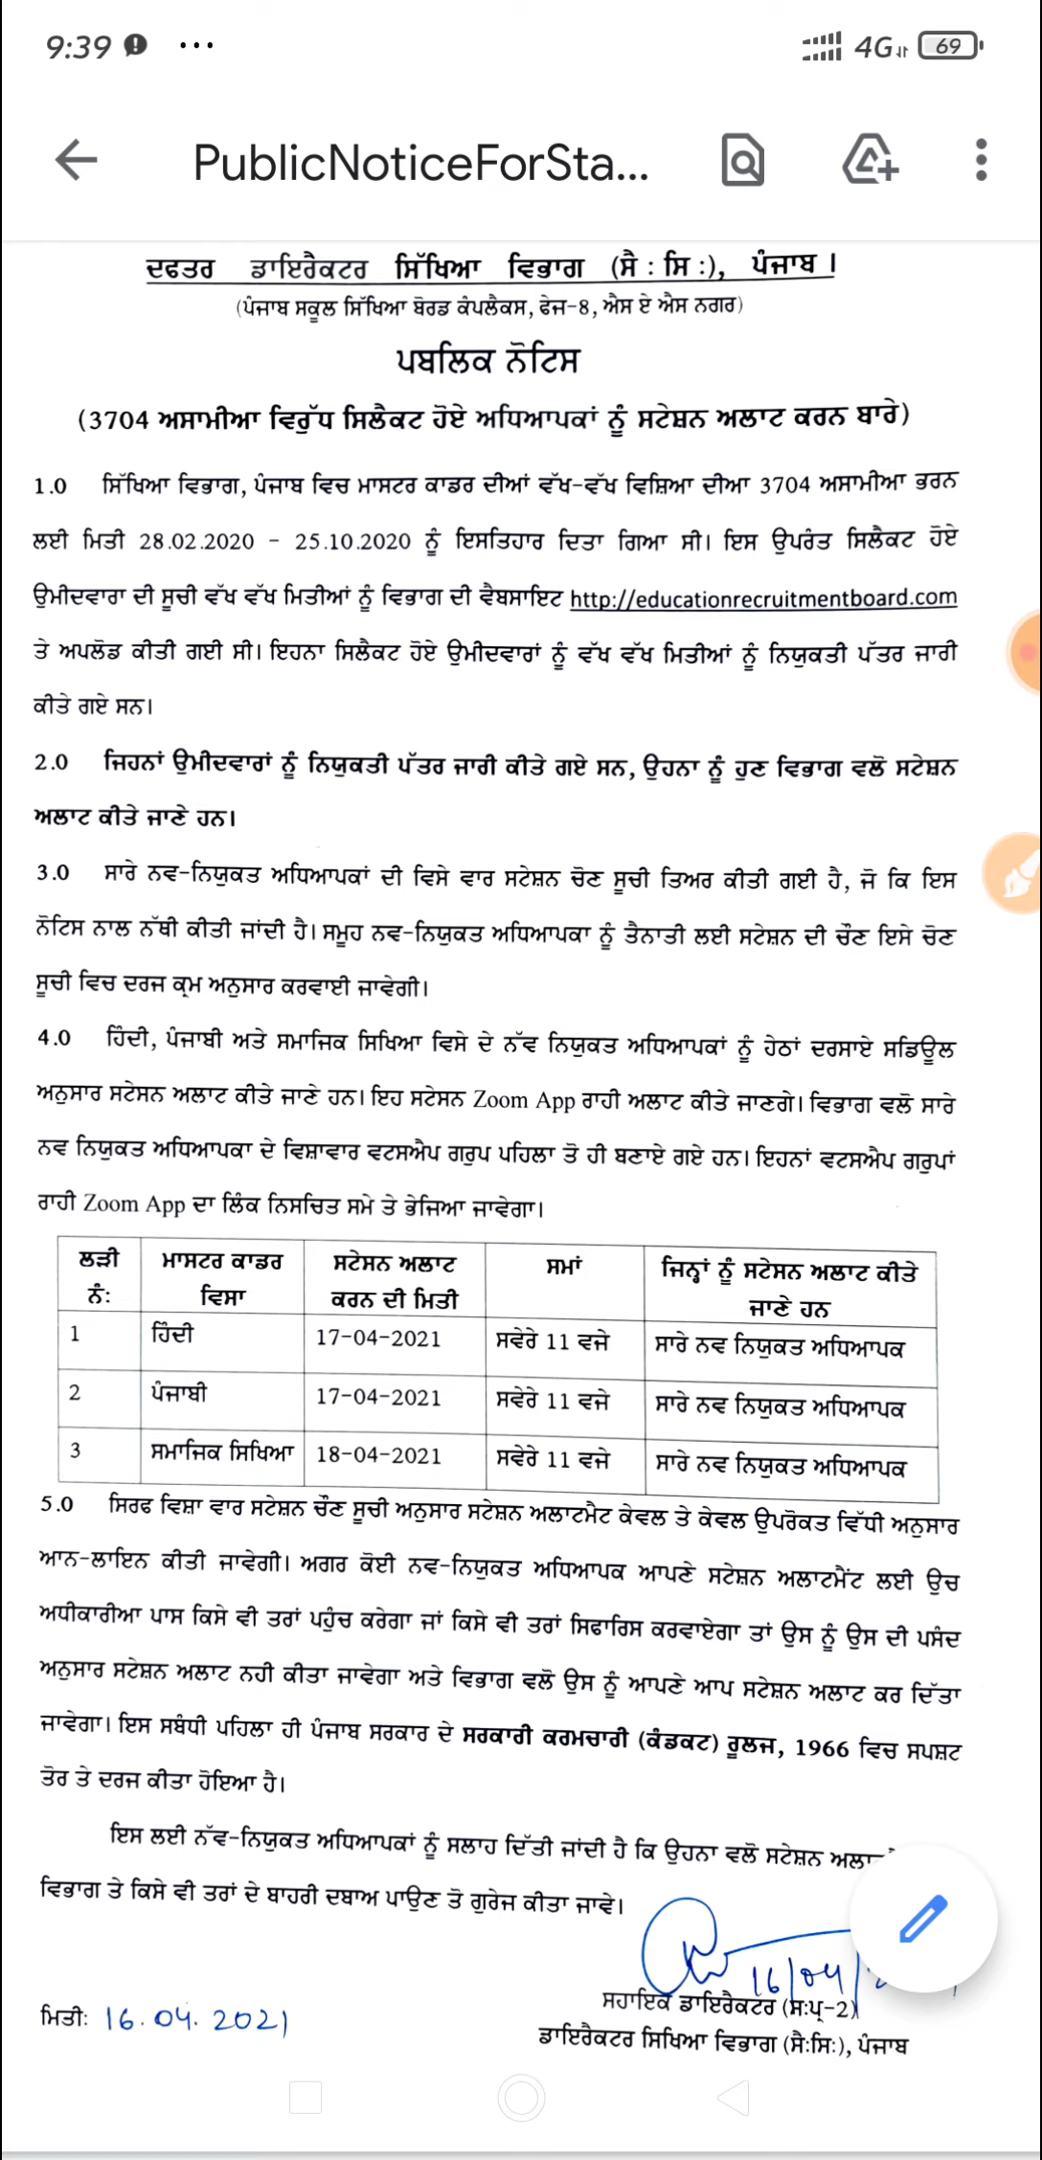 9:39
4G 69
PublicNoticeForSta...
ਦਫਤਰ ਡਾਇਰੈਕਟਰ ਸਿੱਖਿਆ ਵਿਭਾਗ (ਸੈ : ਸਿ :), ਪੰਜਾਬ।
(ਪੰਜਾਬ ਸਕੂਲ ਸਿੱਖਿਆ ਬੋਰਡ ਕੰਪਲੈਕਸ, ਫੇਜ-8, ਐਸ ਏ ਐਸ ਨਗਰ)
ਪਬਲਿਕ ਨੋਟਿਸ
(3704 ਅਸਾਮੀਆ ਵਿਰੁੱਧ ਸਿਲੈਕਟ ਹੋਏ ਅਧਿਆਪਕਾਂ ਨੂੰ ਸਟੇਸ਼ਨ ਅਲਾਟ ਕਰਨ ਬਾਰੇ)
1.0 ਸਿੱਖਿਆ ਵਿਭਾਗ, ਪੰਜਾਬ ਵਿਚ ਮਾਸਟਰ ਕਾਡਰ ਦੀਆਂ ਵੱਖ-ਵੱਖ ਵਿਸ਼ਿਆ ਦੀਆ 3704 ਅਸਾਮੀਆ ਭਰਨ
ਲਈ ਮਿਤੀ 28.02.2020 - 25.10.2020 ਨੂੰ ਇਸਤਿਹਾਰ ਦਿਤਾ ਗਿਆ ਸੀ। ਇਸ ਉਪਰੰਤ ਸਿਲੈਕਟ ਹੋਏ
ਉਮੀਦਵਾਰਾ ਦੀ ਸੂਚੀ ਵੱਖ ਵੱਖ ਮਿਤੀਆਂ ਨੂੰ ਵਿਭਾਗ ਦੀ ਵੈਬਸਾਇਟ http://educationrecruitmentboard.com
ਤੇ ਅਪਲੋਡ ਕੀਤੀ ਗਈ ਸੀ। ਇਹਨਾ ਸਿਲੈਕਟ ਹੋਏ ਉਮੀਦਵਾਰਾਂ ਨੂੰ ਵੱਖ ਵੱਖ ਮਿਤੀਆਂ ਨੂੰ ਨਿਯੁਕਤੀ ਪੱਤਰ ਜਾਰੀ
ਕੀਤੇ ਗਏ ਸਨ।
2.0 ਜਿਹਨਾਂ ਉਮੀਦਵਾਰਾਂ ਨੂੰ ਨਿਯੁਕਤੀ ਪੱਤਰ ਜਾਰੀ ਕੀਤੇ ਗਏ ਸਨ, ਉਹਨਾ ਨੂੰ ਹੁਣ ਵਿਭਾਗ ਵਲੋ ਸਟੇਸ਼ਨ
ਅਲਾਟ ਕੀਤੇ ਜਾਣੇ ਹਨ।
3.0 ਸਾਰੇ ਨਵ-ਨਿਯੁਕਤ ਅਧਿਆਪਕਾਂ ਦੀ ਵਿਸੇ ਵਾਰ ਸਟੇਸ਼ਨ ਚੋਣ ਸੂਚੀ ਤਿਅਰ ਕੀਤੀ ਗਈ ਹੈ, ਜੋ ਕਿ ਇਸ
ਨੋਟਿਸ ਨਾਲ ਨੱਥੀ ਕੀਤੀ ਜਾਂਦੀ ਹੈ। ਸਮੂਹ ਨਵ-ਨਿਯੁਕਤ ਅਧਿਆਪਕਾ ਨੂੰ ਤੈਨਾਤੀ ਲਈ ਸਟੇਸ਼ਨ ਦੀ ਚੌਣ ਇਸੇ ਚੋਣ
ਸੂਚੀ ਵਿਚ ਦਰਜ ਕ੍ਰਮ ਅਨੁਸਾਰ ਕਰਵਾਈ ਜਾਵੇਗੀ।
4.0 ਹਿੰਦੀ, ਪੰਜਾਬੀ ਅਤੇ ਸਮਾਜਿਕ ਸਿਖਿਆ ਵਿਸੇ ਦੇ ਨੱਵ ਨਿਯੁਕਤ ਅਧਿਆਪਕਾਂ ਨੂੰ ਹੇਠਾਂ ਦਰਸਾਏ ਸਡਿਊਲ
ਅਨੁਸਾਰ ਸਟੇਸਨ ਅਲਾਟ ਕੀਤੇ ਜਾਣੇ ਹਨ। ਇਹ ਸਟੇਸਨ Zoom App ਰਾਹੀ ਅਲਾਟ ਕੀਤੇ ਜਾਣਗੇ। ਵਿਭਾਗ ਵਲੋ ਸਾਰੇ
ਨਵ ਨਿਯੁਕਤ ਅਧਿਆਪਕਾ ਦੇ ਵਿਸ਼ਾਵਾਰ ਵਟਸਐਪ ਗਰੁਪ ਪਹਿਲਾ ਤੋ ਹੀ ਬਣਾਏ ਗਏ ਹਨ। ਇਹਨਾਂ ਵਟਸਐਪ ਗਰੁਪਾਂ
ਰਾਹੀ Zoom App ਦਾ ਲਿੰਕ ਨਿਸਚਿਤ ਸਮੇ ਤੇ ਭੇਜਿਆ ਜਾਵੇਗਾ।
ਲੜੀ ਨੰ: ਮਾਸਟਰ ਕਾਡਰ ਵਿਸਾ ਸਟੇਸਨ ਅਲਾਟ ਕਰਨ ਦੀ ਮਿਤੀ ਸਮਾਂ ਜਿਨ੍ਹਾਂ ਨੂੰ ਸਟੇਸਨ ਅਲਾਟ ਕੀਤੇ ਜਾਣੇ ਹਨ
1 ਹਿੰਦੀ 17-04-2021 ਸਵੇਰੇ 11 ਵਜੇ ਸਾਰੇ ਨਵ ਨਿਯੁਕਤ ਅਧਿਆਪਕ
2 ਪੰਜਾਬੀ 17-04-2021 ਸਵੇਰੇ 11 ਵਜੇ ਸਾਰੇ ਨਵ ਨਿਯੁਕਤ ਅਧਿਆਪਕ
3 ਸਮਾਜਿਕ ਸਿਖਿਆ 18-04-2021 ਸਵੇਰੇ 11 ਵਜੇ ਸਾਰੇ ਨਵ ਨਿਯੁਕਤ ਅਧਿਆਪਕ
5.0 ਸਿਰਫ ਵਿਸ਼ਾ ਵਾਰ ਸਟੇਸ਼ਨ ਚੌਣ ਸੂਚੀ ਅਨੁਸਾਰ ਸਟੇਸ਼ਨ ਅਲਾਟਮੈਟ ਕੇਵਲ ਤੇ ਕੇਵਲ ਉਪਰੋਕਤ ਵਿੱਧੀ ਅਨੁਸਾਰ
ਆਨ-ਲਾਇਨ ਕੀਤੀ ਜਾਵੇਗੀ। ਅਗਰ ਕੋਈ ਨਵ-ਨਿਯੁਕਤ ਅਧਿਆਪਕ ਆਪਣੇ ਸਟੇਸ਼ਨ ਅਲਾਟਮੈਂਟ ਲਈ ਉਚ
ਅਧੀਕਾਰੀਆ ਪਾਸ ਕਿਸੇ ਵੀ ਤਰਾਂ ਪਹੁੰਚ ਕਰੇਗਾ ਜਾਂ ਕਿਸੇ ਵੀ ਤਰਾਂ ਸਿਫਾਰਿਸ ਕਰਵਾਏਗਾ ਤਾਂ ਉਸ ਨੂੰ ਉਸ ਦੀ ਪਸੰਦ
ਅਨੁਸਾਰ ਸਟੇਸ਼ਨ ਅਲਾਟ ਨਹੀ ਕੀਤਾ ਜਾਵੇਗਾ ਅਤੇ ਵਿਭਾਗ ਵਲੋ ਉਸ ਨੂੰ ਆਪਣੇ ਆਪ ਸਟੇਸ਼ਨ ਅਲਾਟ ਕਰ ਦਿੱਤਾ
ਜਾਵੇਗਾ। ਇਸ ਸਬੰਧੀ ਪਹਿਲਾ ਹੀ ਪੰਜਾਬ ਸਰਕਾਰ ਦੇ ਸਰਕਾਰੀ ਕਰਮਚਾਰੀ (ਕੰਡਕਟ) ਰੂਲਜ, 1966 ਵਿਚ ਸਪਸ਼ਟ
ਤੋਰ ਤੇ ਦਰਜ ਕੀਤਾ ਹੋਇਆ ਹੈ।
ਇਸ ਲਈ ਨੱਵ-ਨਿਯੁਕਤ ਅਧਿਆਪਕਾਂ ਨੂੰ ਸਲਾਹ ਦਿੱਤੀ ਜਾਂਦੀ ਹੈ ਕਿ ਉਹਨਾ ਵਲੋ ਸਟੇਸ਼ਨ
ਵਿਭਾਗ ਤੇ ਕਿਸੇ ਵੀ ਤਰਾਂ ਦੇ ਬਾਹਰੀ ਦਬਾਅ ਪਾਉਣ ਤੋ ਗੁਰੇਜ ਕੀਤਾ ਜਾਵੇ।
16/04/
ਸਹਾਇਕ ਡਾਇਰੈਕਟਰ (ਸ:ਪ੍ਰ-2)
ਮਿਤੀ: 16.04.2021
ਡਾਇਰੈਕਟਰ ਸਿਖਿਆ ਵਿਭਾਗ (ਸੈ:ਸਿ:), ਪੰਜਾਬ